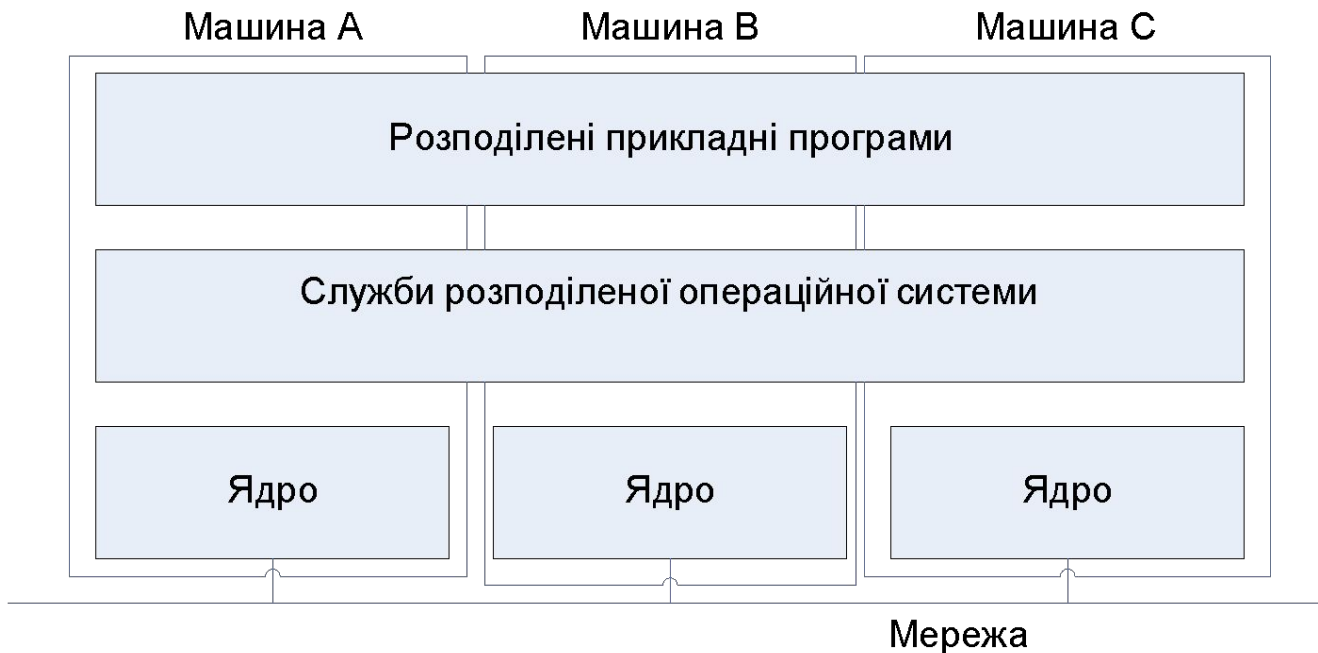 Машина A
Машина B
Машина C
Розподілені прикладні програми
Служби розподіленої операційної системи
Ядро
Ядро
Ядро
Мережа